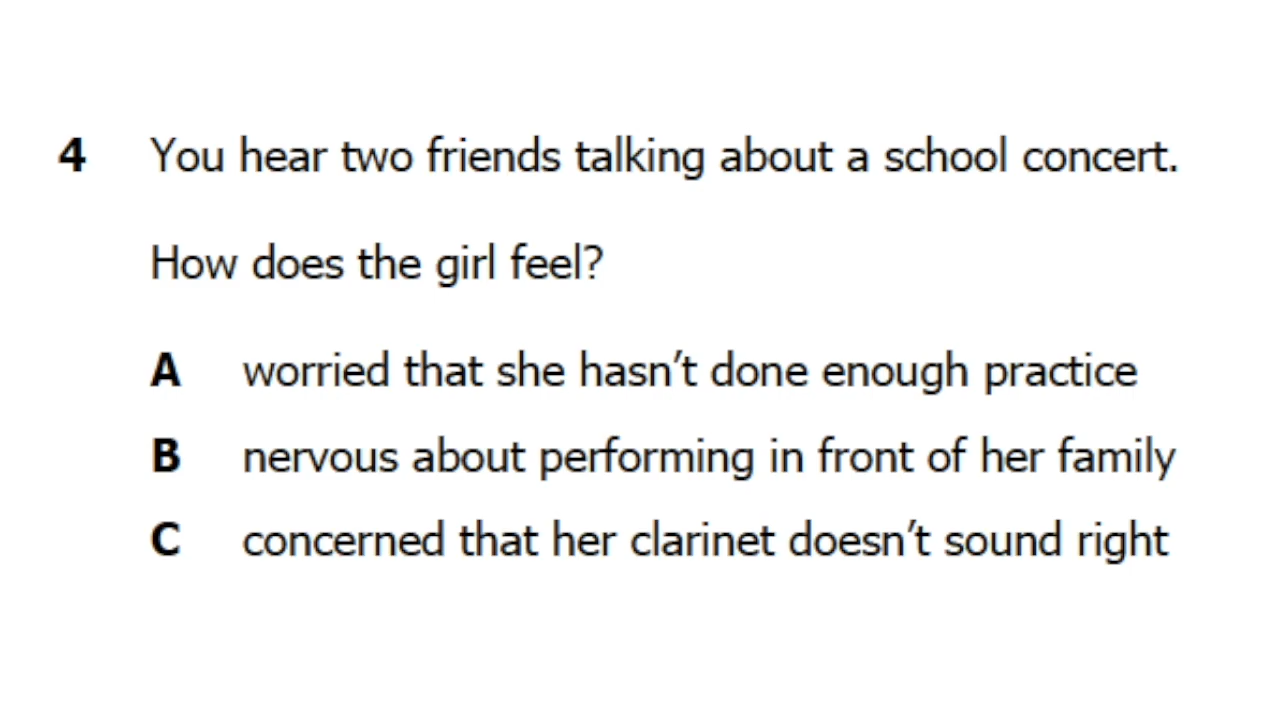 4 You hear two friends talking about a school concert.
How does the girl feel?
A worried that she hasn’t done enough practice
B nervous about performing in front of her family
C concerned that her clarinet doesn’t sound right